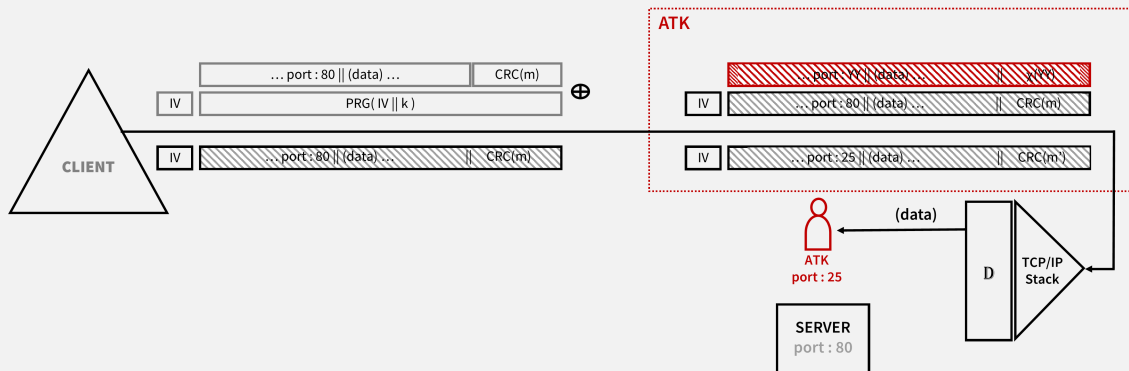 ATK
… port : 80 || (data) … CRC(m)
IV PRG( IV || k ) ⊕
… port : YY || (data) … || χ(YY)
IV … port : 80 || (data) … || CRC(m)
CLIENT
IV … port : 80 || (data) … || CRC(m)
IV … port : 25 || (data) … || CRC(m')
(data)
ATK
port : 25
D
TCP/IP
Stack
SERVER
port : 80